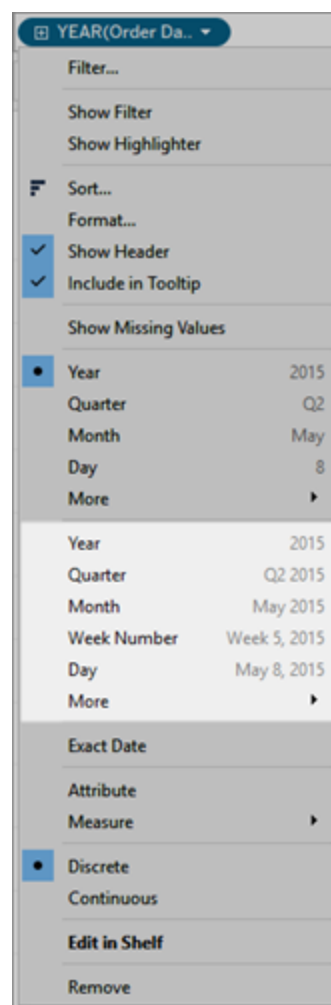 YEAR(Order Da..
Filter...
Show Filter
Show Highlighter
Sort...
Format...
Show Header
Include in Tooltip
Show Missing Values
Year 2015
Quarter Q2
Month May
Day 8
More
Year 2015
Quarter Q2 2015
Month May 2015
Week Number Week 5, 2015
Day May 8, 2015
More
Exact Date
Attribute
Measure
Discrete
Continuous
Edit in Shelf
Remove